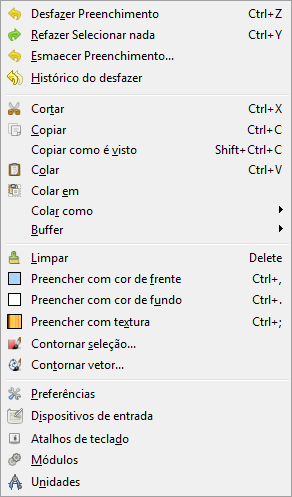 Desfazer Preenchimento Ctrl+Z
Refazer Selecionar nada Ctrl+Y
Esmaecer Preenchimento...
Histórico do desfazer
Cortar Ctrl+X
Copiar Ctrl+C
Copiar como é visto Shift+Ctrl+C
Colar Ctrl+V
Colar em
Colar como
Buffer
Limpar Delete
Preencher com cor de frente Ctrl+,
Preencher com cor de fundo Ctrl+.
Preencher com textura Ctrl+;
Contornar seleção...
Contornar vetor...
Preferências
Dispositivos de entrada
Atalhos de teclado
Módulos
Unidades